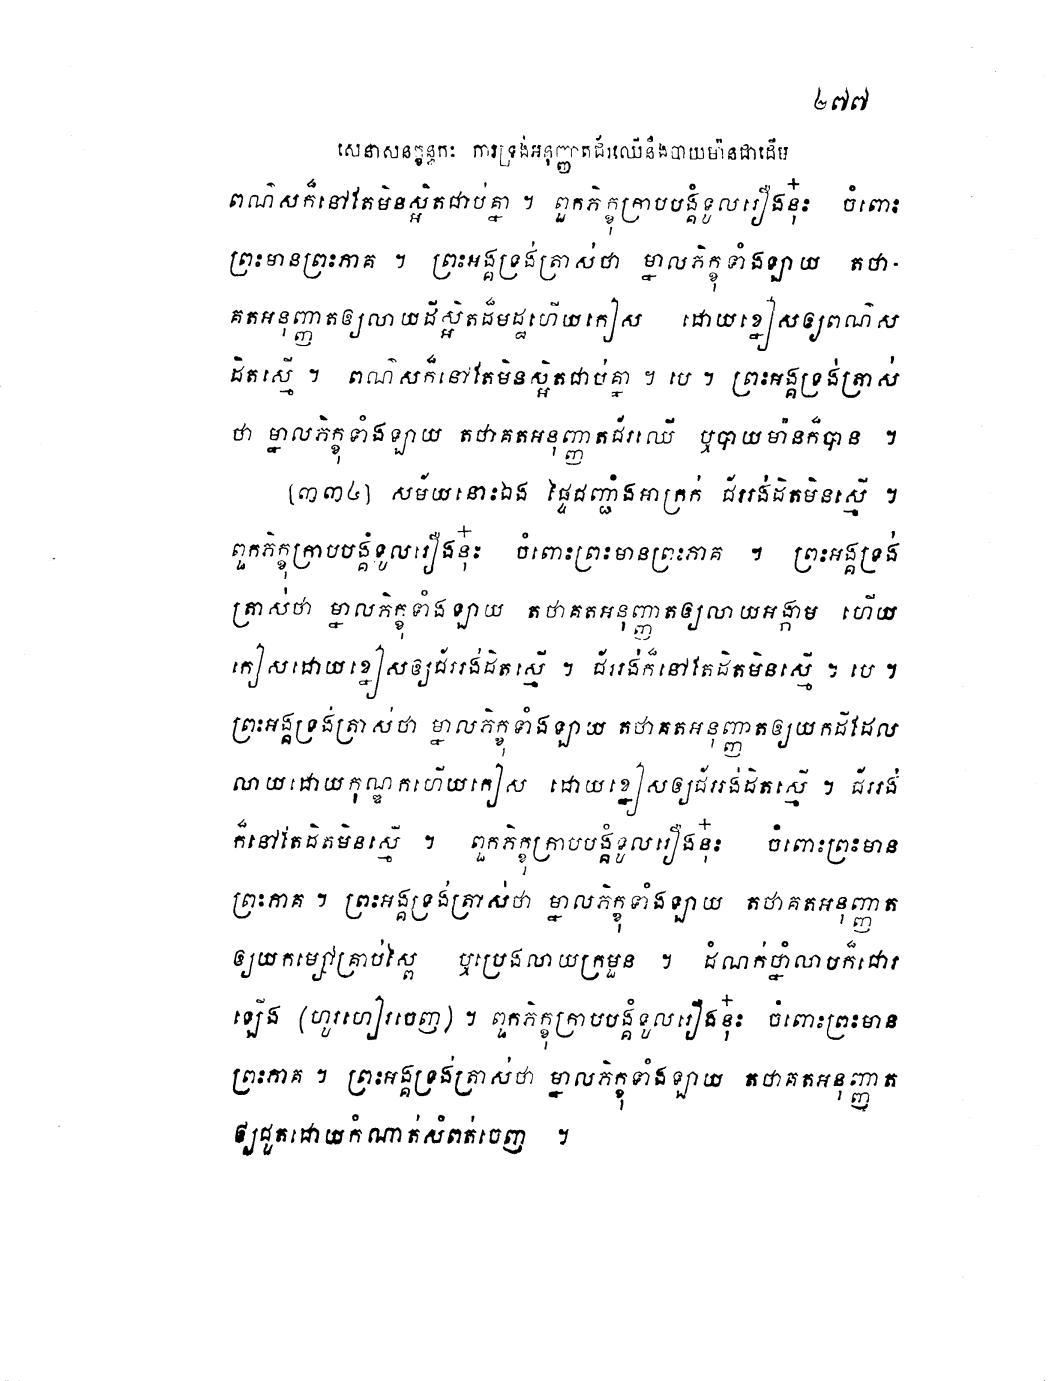 ២៧៧
សេនាសនក្ខន្ធកៈ ការទ្រង់អនុញ្ញាតជ័រឈើនឹងបាយម៉ានជាដើម
ពណ៌សក៏នៅតែមិនស្អិតជាប់គ្នា ។ ពួកភិក្ខុក្រាបបង្គំទូលរឿងនុ៎ះ ចំពោះ
ព្រះមានព្រះភាគ ។ ព្រះអង្គទ្រង់ត្រាស់ថា ម្នាលភិក្ខុទាំងឡាយ តថា-
គតអនុញ្ញាតឲ្យលាយដីស្អិតដ៏មដ្ឋហើយកៀស ដោយខ្នៀសឲ្យពណ៌ស
ដិតស្មើ ។ ពណ៌សក៏នៅតែមិនស្អិតជាប់គ្នា ។ បេ ។ ព្រះអង្គទ្រង់ត្រាស់
ថា ម្នាលភិក្ខុទាំងឡាយ តថាគតអនុញ្ញាតជ័រឈើ ឬបាយម៉ានក៏បាន ។
(៣៣៤) សម័យនោះឯង ផ្ទៃជញ្ជាំងអាក្រក់ ជ័ររង់ដិតមិនស្មើ ។
ពួកភិក្ខុក្រាបបង្គំទូលរឿងនុ៎ះ ចំពោះព្រះមានព្រះភាគ ។ ព្រះអង្គទ្រង់
ត្រាស់ថា ម្នាលភិក្ខុទាំងឡាយ តថាគតអនុញ្ញាតឲ្យលាយអង្កាម ហើយ
កៀសដោយខ្នៀសឲ្យជ័ររង់ដិតស្មើ ។ ជ័ររង់ក៏នៅតែដិតមិនស្មើ ។ បេ ។
ព្រះអង្គទ្រង់ត្រាស់ថា ម្នាលភិក្ខុទាំងឡាយ តថាគតអនុញ្ញាតឲ្យយកដីដែល
លាយដោយកុណ្ឌកហើយកៀស ដោយខ្នៀសឲ្យជ័ររង់ដិតស្មើ ។ ជ័ររង់
ក៏នៅតែដិតមិនស្មើ ។ ពួកភិក្ខុក្រាបបង្គំទូលរឿងនុ៎ះ ចំពោះព្រះមាន
ព្រះភាគ ។ ព្រះអង្គទ្រង់ត្រាស់ថា ម្នាលភិក្ខុទាំងឡាយ តថាគតអនុញ្ញាត
ឲ្យយកម្សៅគ្រាប់ស្ពៃ ឬប្រេងលាយក្រមួន ។ ដំណក់ថ្នាំលាបក៏ជោរ
ឡើង (ហូរហៀរចេញ) ។ ពួកភិក្ខុក្រាបបង្គំទូលរឿងនុ៎ះ ចំពោះព្រះមាន
ព្រះភាគ ។ ព្រះអង្គទ្រង់ត្រាស់ថា ម្នាលភិក្ខុទាំងឡាយ តថាគតអនុញ្ញាត
ឲ្យជូតដោយកំណាត់សំពត់ចេញ ។